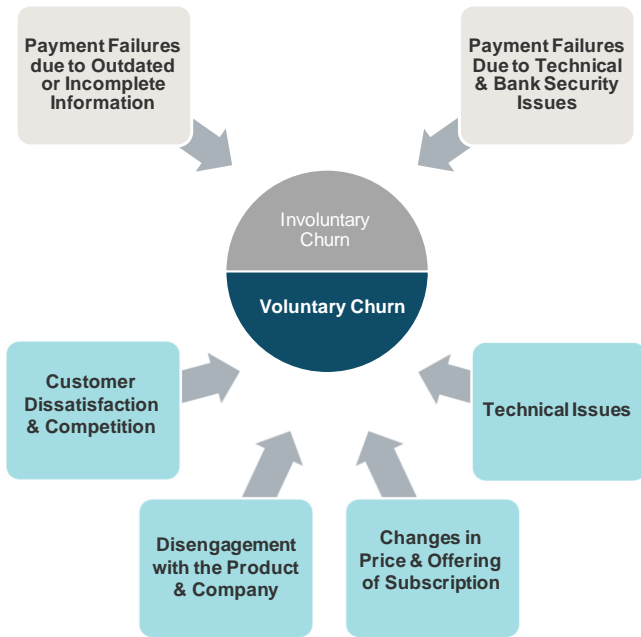 Payment Failures
due to Outdated
or Incomplete
Information
Payment Failures
Due to Technical
& Bank Security
Issues
Involuntary
Churn
Voluntary Churn
Customer
Dissatisfaction
& Competition
Technical Issues
Disengagement
with the Product
& Company
Changes in
Price & Offering
of Subscription